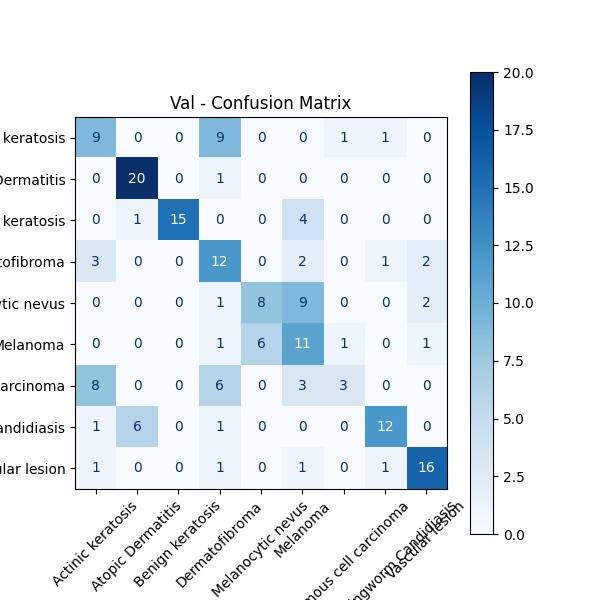 Val - Confusion Matrix
keratosis 9 0 0 9 0 0 1 1 0
Dermatitis 0 20 0 1 0 0 0 0 0
keratosis 0 1 15 0 0 4 0 0 0
tofibroma 3 0 0 12 0 2 0 1 2
ytic nevus 0 0 0 1 8 9 0 0 2
Melanoma 0 0 0 1 6 11 1 0 1
arcinoma 8 0 0 6 0 3 3 0 0
andidiasis 1 6 0 1 0 0 0 12 0
ular lesion 1 0 0 1 0 1 0 1 16
Actinic keratosis
Atopic Dermatitis
Benign keratosis
Dermatofibroma
Melanocytic nevus
Melanoma
mous cell carcinoma
ngworm Candidiasis
Vascular lesion
20.0
17.5
15.0
12.5
10.0
7.5
5.0
2.5
0.0